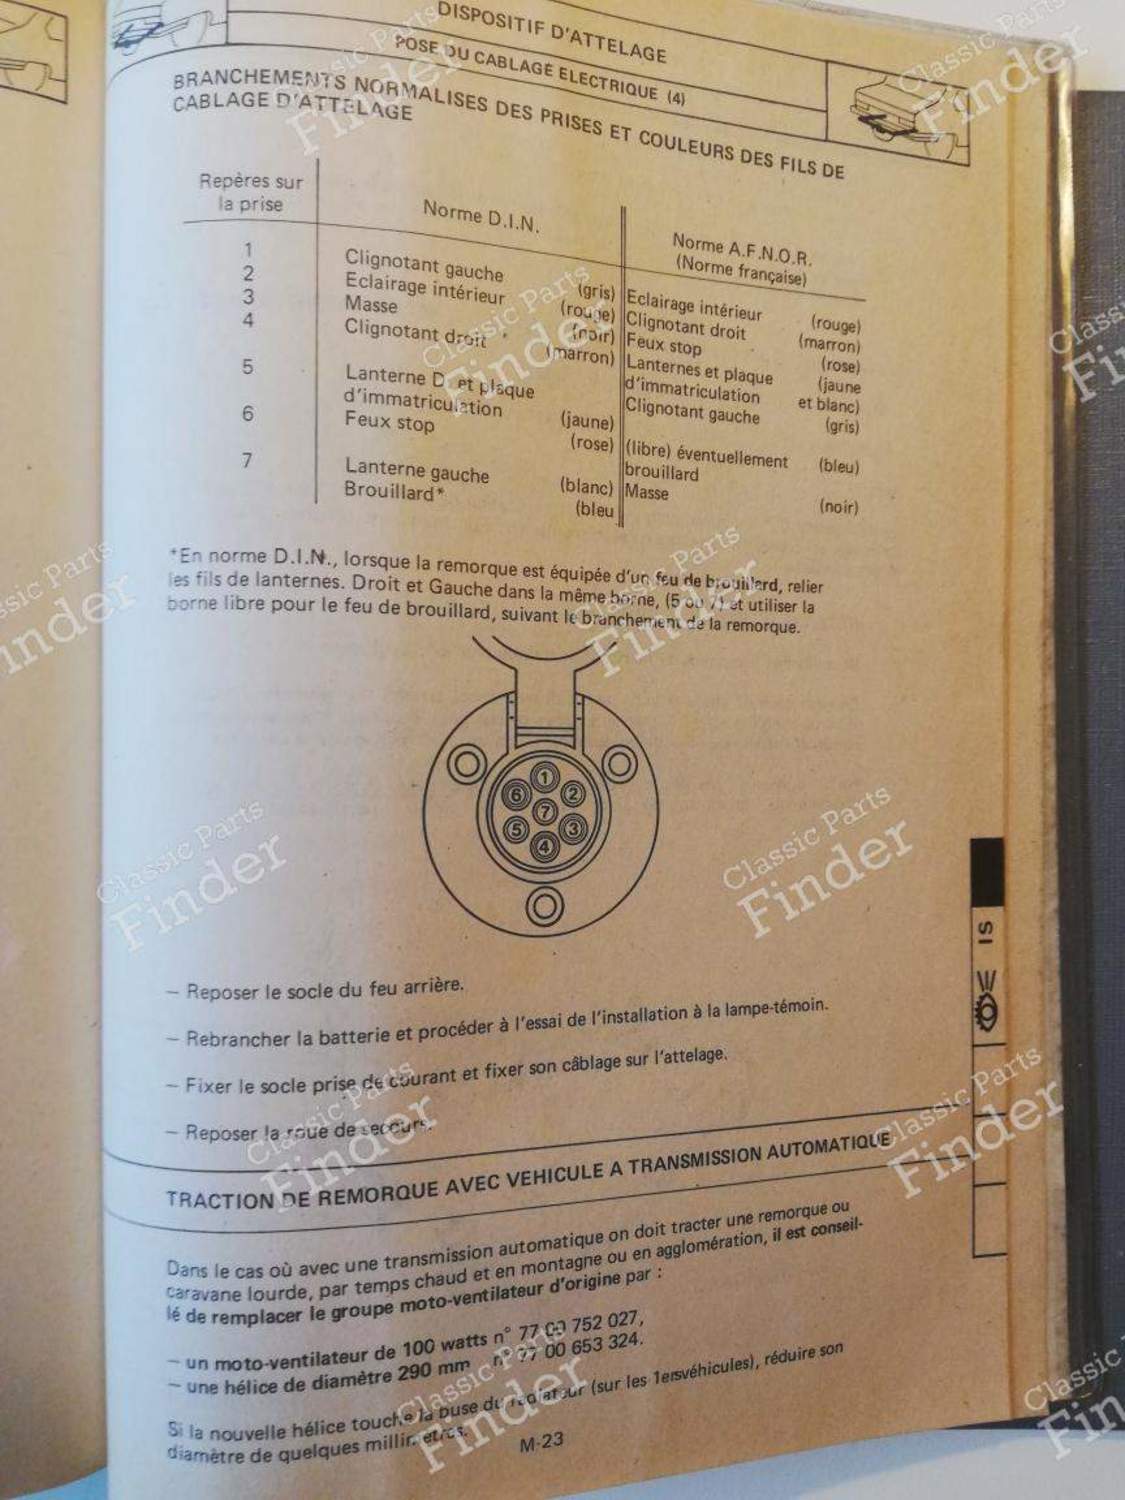 DISPOSITIF D'ATTELAGE
POSE DU CABLAGE ELECTRIQUE (4)
BRANCHEMENTS NORMALISES DES PRISES ET COULEURS DES FILS DE
CABLAGE D'ATTELAGE
Repères sur
la prise
Norme D.I.N.
Norme A.F.N.O.R.
(Norme française)
1 Clignotant gauche (gris) Eclairage intérieur (rouge)
2 Eclairage intérieur (rouge) Clignotant droit (marron)
3 Masse (noir) Feux stop (rose)
4 Clignotant droit (marron) Lanternes et plaque (jaune
d'immatriculation et blanc)
5 Lanterne D. et plaque Clignotant gauche (gris)
d'immatriculation (jaune)
6 Feux stop (rose) (libre) éventuellement (bleu)
brouillard
7 Lanterne gauche (blanc) Masse (noir)
Brouillard* (bleu
*En norme D.I.N., lorsque la remorque est équipée d'un feu de brouillard, relier
les fils de lanternes. Droit et Gauche dans la même borne, (5 ou 7) et utiliser la
borne libre pour le feu de brouillard, suivant le branchement de la remorque.
1
6 2
7
5 3
4
– Reposer le socle du feu arrière.
– Rebrancher la batterie et procéder à l'essai de l'installation à la lampe-témoin.
– Fixer le socle prise de courant et fixer son câblage sur l'attelage.
– Reposer la roue de secours.
IS
TRACTION DE REMORQUE AVEC VEHICULE A TRANSMISSION AUTOMATIQUE
Dans le cas où avec une transmission automatique on doit tracter une remorque ou
caravane lourde, par temps chaud et en montagne ou en agglomération, il est conseil-
lé de remplacer le groupe moto-ventilateur d'origine par :
– un moto-ventilateur de 100 watts n° 77 00 752 027,
– une hélice de diamètre 290 mm n° 77 00 653 324.
Si la nouvelle hélice touche la buse du radiateur (sur les 1ersvéhicules), réduire son
diamètre de quelques millimètres.
M-23
Classic Parts
Finder